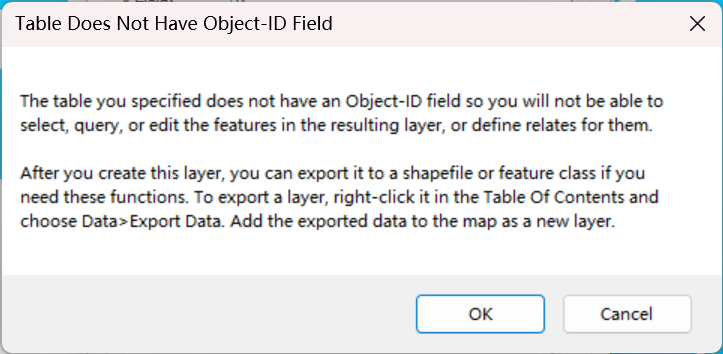 Table Does Not Have Object-ID Field
The table you specified does not have an Object-ID field so you will not be able to
select, query, or edit the features in the resulting layer, or define relates for them.
After you create this layer, you can export it to a shapefile or feature class if you
need these functions. To export a layer, right-click it in the Table Of Contents and
choose Data>Export Data. Add the exported data to the map as a new layer.
OK
Cancel